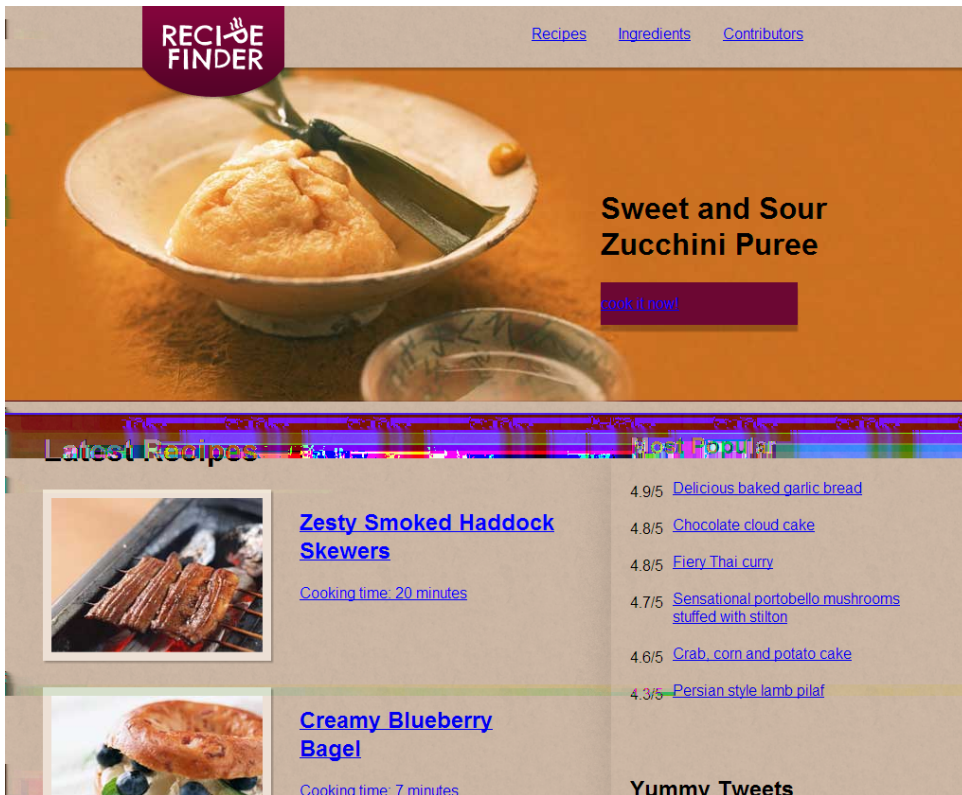 RECIPE
FINDER
Recipes
Ingredients
Contributors
Sweet and Sour
Zucchini Puree
cook it now!
Latest Recipes
Zesty Smoked Haddock
Skewers
Cooking time: 20 minutes
Creamy Blueberry
Bagel
Cooking time: 7 minutes
Most Popular
4.9/5 Delicious baked garlic bread
4.8/5 Chocolate cloud cake
4.8/5 Fiery Thai curry
4.7/5 Sensational portobello mushrooms
stuffed with stilton
4.6/5 Crab, corn and potato cake
4.3/5 Persian style lamb pilaf
Yummy Tweets